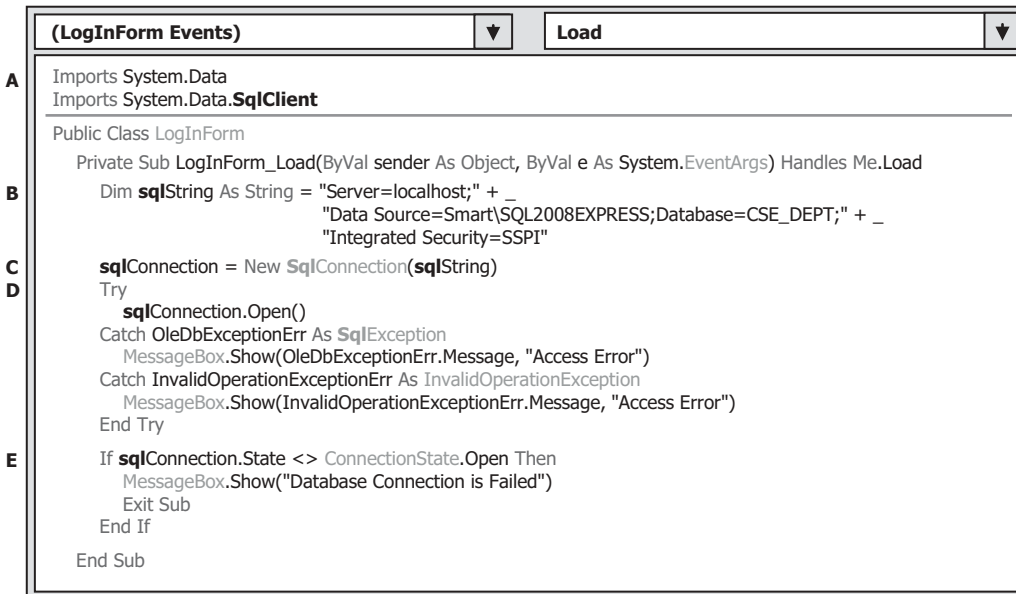 (LogInForm Events) Load
A Imports System.Data
Imports System.Data.SqlClient
Public Class LogInForm
Private Sub LogInForm_Load(ByVal sender As Object, ByVal e As System.EventArgs) Handles Me.Load
B Dim sqlString As String = "Server=localhost;" + _
"Data Source=Smart\SQL2008EXPRESS;Database=CSE_DEPT;" + _
"Integrated Security=SSPI"
C sqlConnection = New SqlConnection(sqlString)
D Try
sqlConnection.Open()
Catch OleDbExceptionErr As SqlException
MessageBox.Show(OleDbExceptionErr.Message, "Access Error")
Catch InvalidOperationExceptionErr As InvalidOperationException
MessageBox.Show(InvalidOperationExceptionErr.Message, "Access Error")
End Try
E If sqlConnection.State <> ConnectionState.Open Then
MessageBox.Show("Database Connection is Failed")
Exit Sub
End If
End Sub